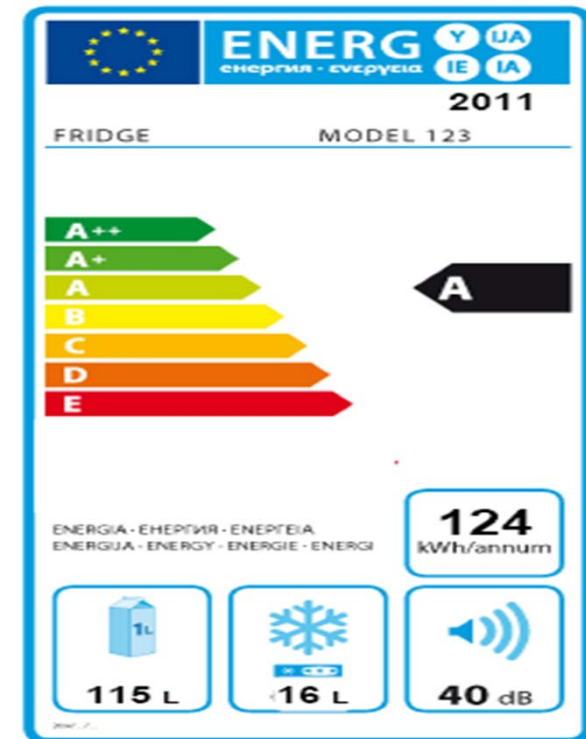 ENERG Y IJA
енергия · ενεργεια IE IA
2011
FRIDGE MODEL 123
A++
A+
A
A
B
C
D
E
ENERGIA · ЕНЕРГИЯ · ΕΝΕΡΓΕΙΑ
ENERGIJA · ENERGY · ENERGIE · ENERGI
124
kWh/annum
1L
115 L
16 L
40 dB